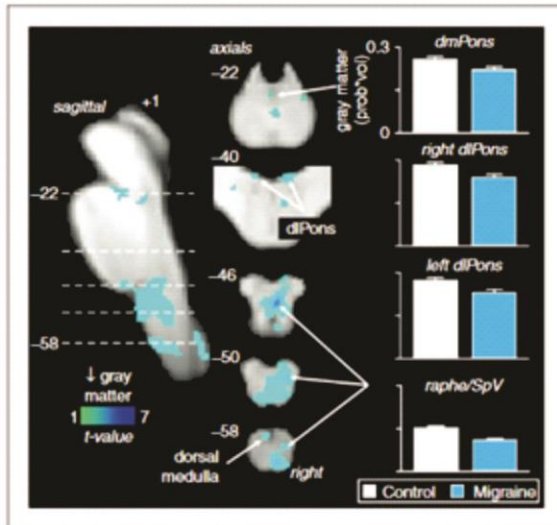 axials
dmPons
0.3
gray matter
(prob*vol)
0
sagittal
+1
–22
–22
right dlPons
–40
dlPons
left dlPons
–46
–50
raphe/SpV
–58
–58
↓ gray
matter
1
7
t-value
dorsal
medulla
right
Control
Migraine